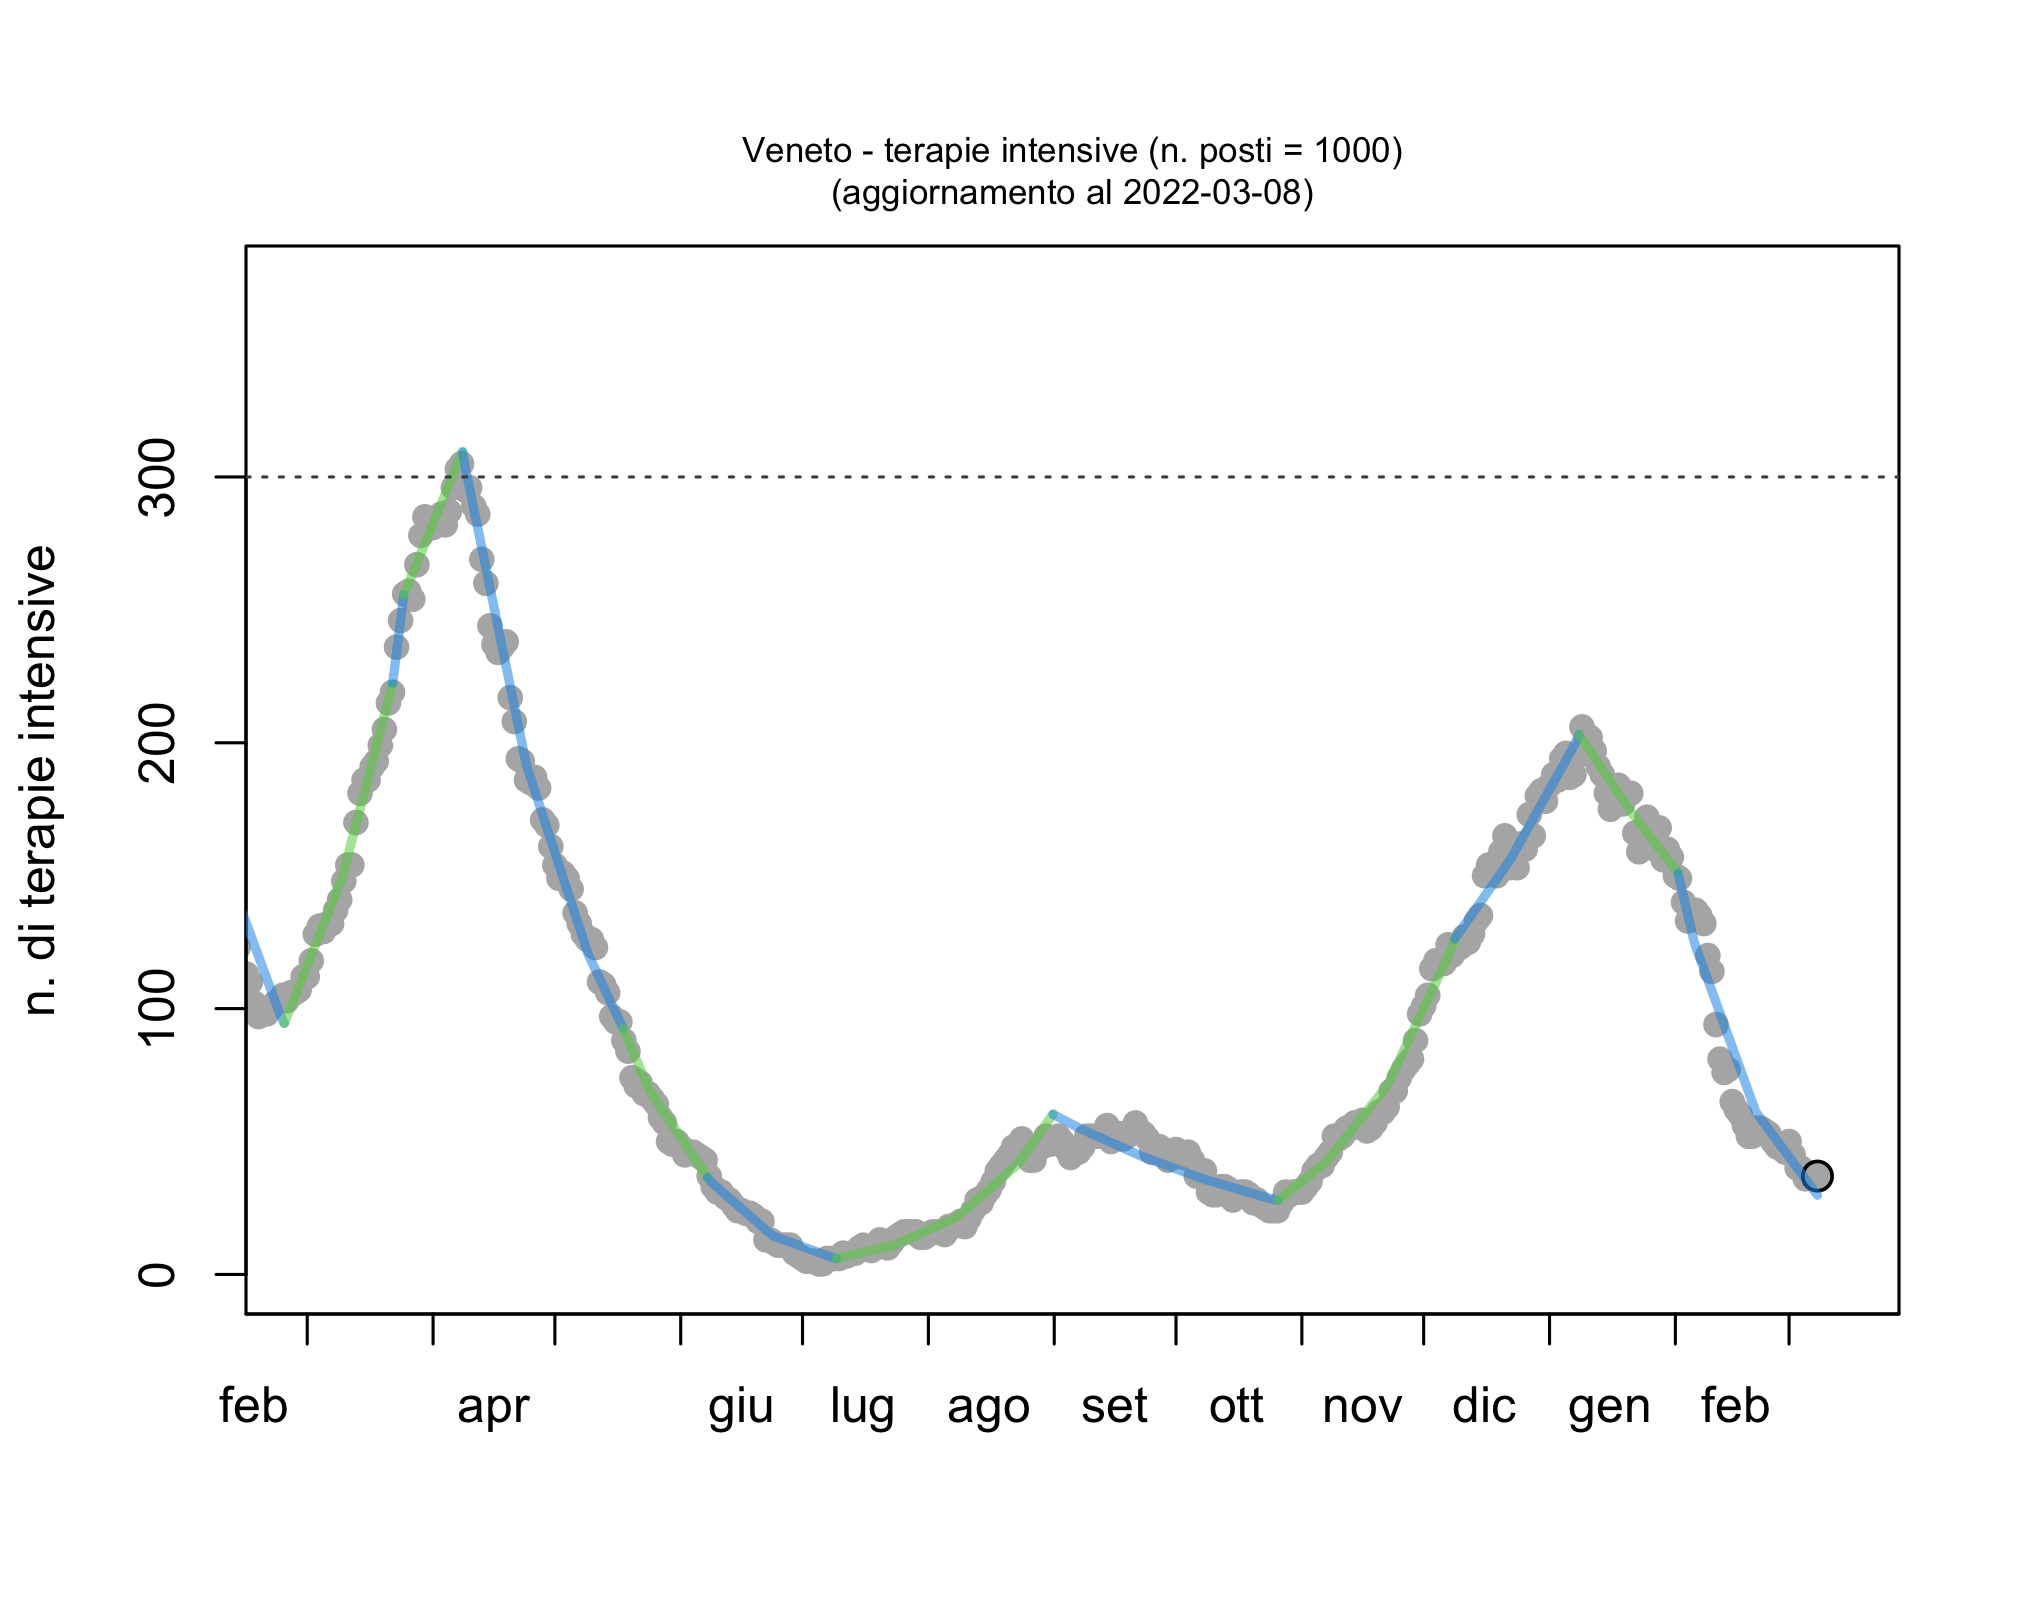 Veneto - terapie intensive (n. posti = 1000)
(aggiornamento al 2022-03-08)
n. di terapie intensive
300
200
100
0
feb apr giu lug ago set ott nov dic gen feb